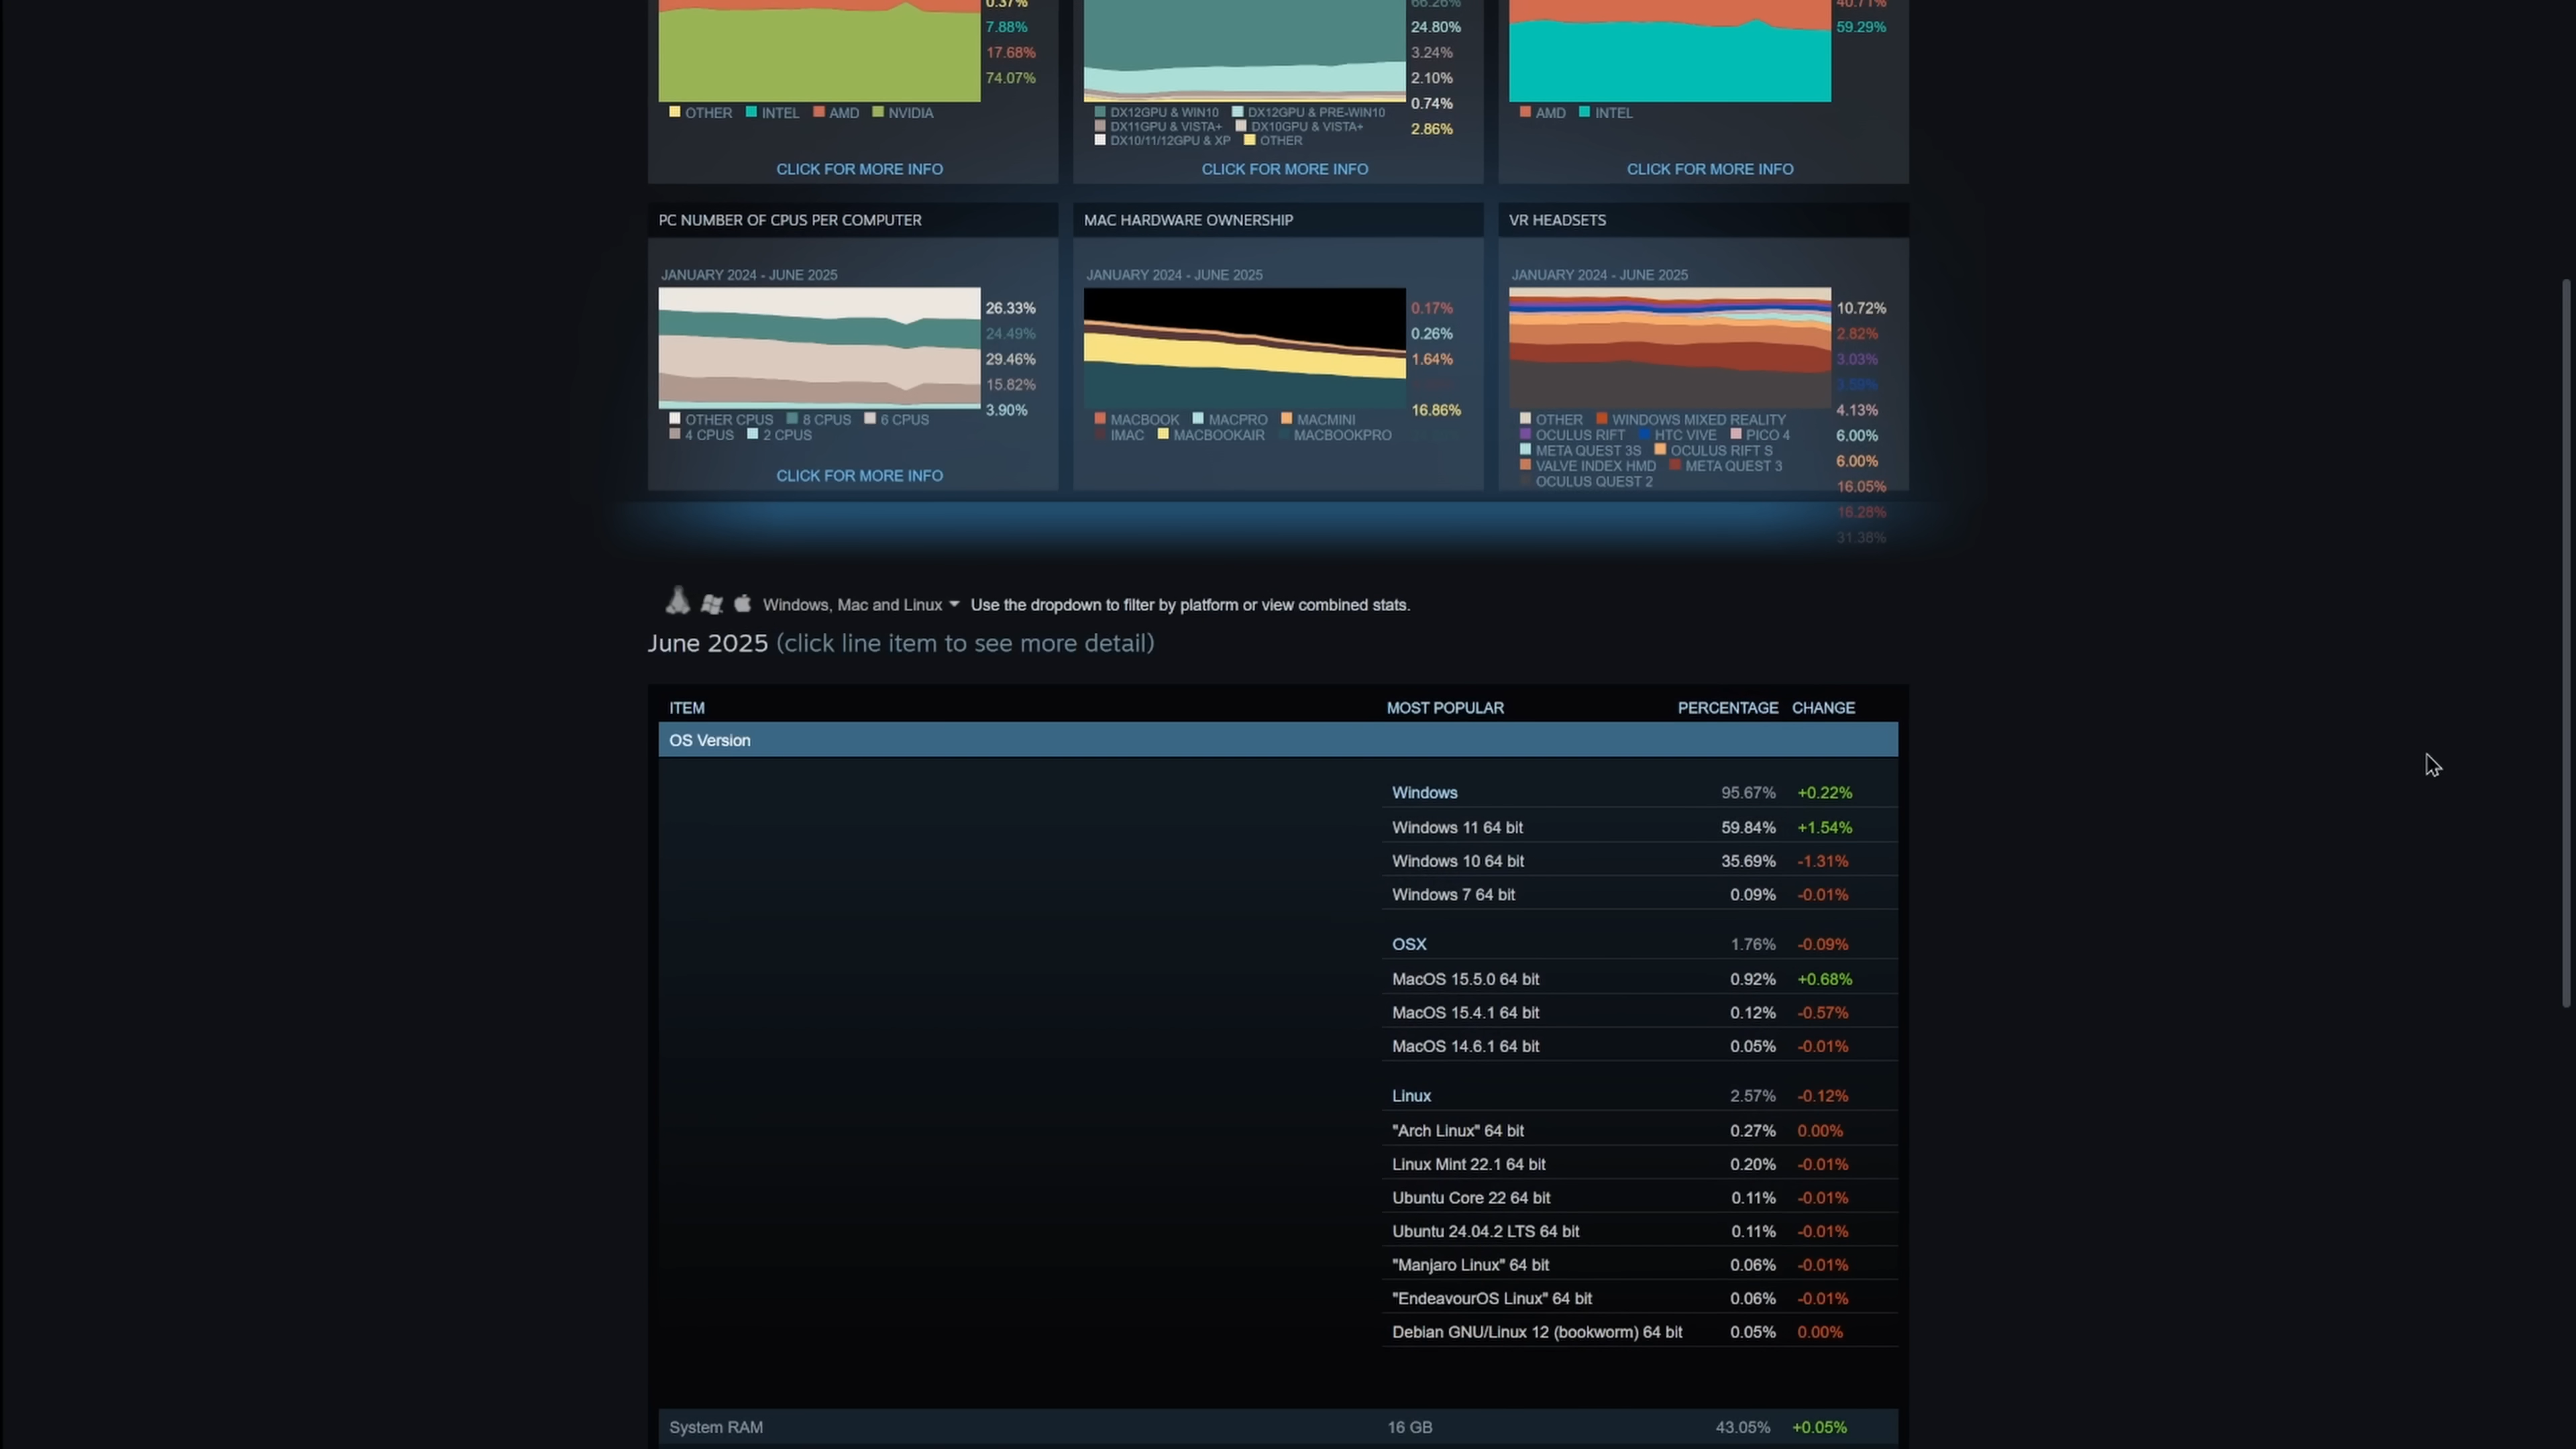 0.37%
7.88%
17.68%
74.07%
OTHER INTEL AMD NVIDIA
CLICK FOR MORE INFO
66.26%
24.80%
3.24%
2.10%
0.74%
2.86%
DX12GPU & WIN10 DX12GPU & PRE-WIN10
DX11GPU & VISTA+ DX10GPU & VISTA+
DX10/11/12GPU & XP OTHER
CLICK FOR MORE INFO
40.71%
59.29%
AMD INTEL
CLICK FOR MORE INFO
PC NUMBER OF CPUS PER COMPUTER
JANUARY 2024 - JUNE 2025
26.33%
24.49%
29.46%
15.82%
3.90%
OTHER CPUS 8 CPUS 6 CPUS
4 CPUS 2 CPUS
CLICK FOR MORE INFO
MAC HARDWARE OWNERSHIP
JANUARY 2024 - JUNE 2025
0.17%
0.26%
1.64%
16.86%
MACBOOK MACPRO MACMINI
IMAC MACBOOKAIR MACBOOKPRO
VR HEADSETS
JANUARY 2024 - JUNE 2025
10.72%
2.82%
3.03%
3.59%
4.13%
6.00%
6.00%
16.05%
16.28%
31.38%
OTHER WINDOWS MIXED REALITY
OCULUS RIFT HTC VIVE PICO 4
META QUEST 3S OCULUS RIFT S
VALVE INDEX HMD META QUEST 3
OCULUS QUEST 2
Windows, Mac and Linux Use the dropdown to filter by platform or view combined stats.
June 2025 (click line item to see more detail)
ITEM MOST POPULAR PERCENTAGE CHANGE
OS Version
Windows 95.67% +0.22%
Windows 11 64 bit 59.84% +1.54%
Windows 10 64 bit 35.69% -1.31%
Windows 7 64 bit 0.09% -0.01%
OSX 1.76% -0.09%
MacOS 15.5.0 64 bit 0.92% +0.68%
MacOS 15.4.1 64 bit 0.12% -0.57%
MacOS 14.6.1 64 bit 0.05% -0.01%
Linux 2.57% -0.12%
"Arch Linux" 64 bit 0.27% 0.00%
Linux Mint 22.1 64 bit 0.20% -0.01%
Ubuntu Core 22 64 bit 0.11% -0.01%
Ubuntu 24.04.2 LTS 64 bit 0.11% -0.01%
"Manjaro Linux" 64 bit 0.06% -0.01%
"EndeavourOS Linux" 64 bit 0.06% -0.01%
Debian GNU/Linux 12 (bookworm) 64 bit 0.05% 0.00%
System RAM 16 GB 43.05% +0.05%